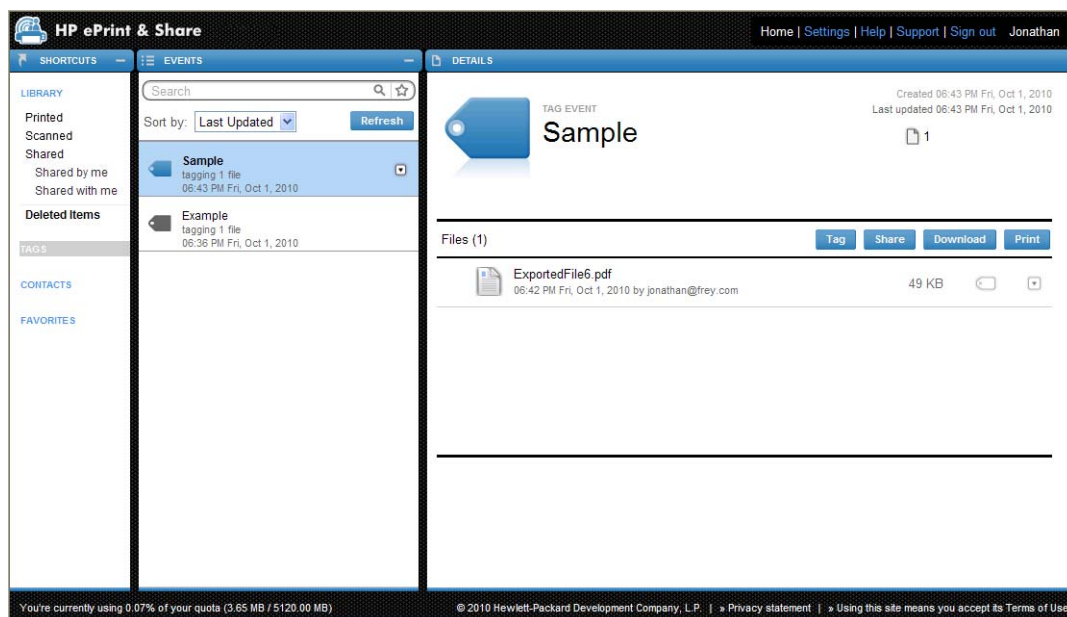 HP ePrint & Share
Home | Settings | Help | Support | Sign out Jonathan
SHORTCUTS
LIBRARY
Printed
Scanned
Shared
Shared by me
Shared with me
Deleted Items
TAGS
CONTACTS
FAVORITES
EVENTS
Search
Sort by: Last Updated Refresh
Sample
tagging 1 file
06:43 PM Fri, Oct 1, 2010
Example
tagging 1 file
06:36 PM Fri, Oct 1, 2010
DETAILS
TAG EVENT
Sample
Created 06:43 PM Fri, Oct 1, 2010
Last updated 06:43 PM Fri, Oct 1, 2010
1
Files (1) Tag Share Download Print
ExportedFile6.pdf
06:42 PM Fri, Oct 1, 2010 by jonathan@frey.com
49 KB
You're currently using 0.07% of your quota (3.65 MB / 5120.00 MB)
© 2010 Hewlett-Packard Development Company, L.P. | » Privacy statement | » Using this site means you accept its Terms of Use